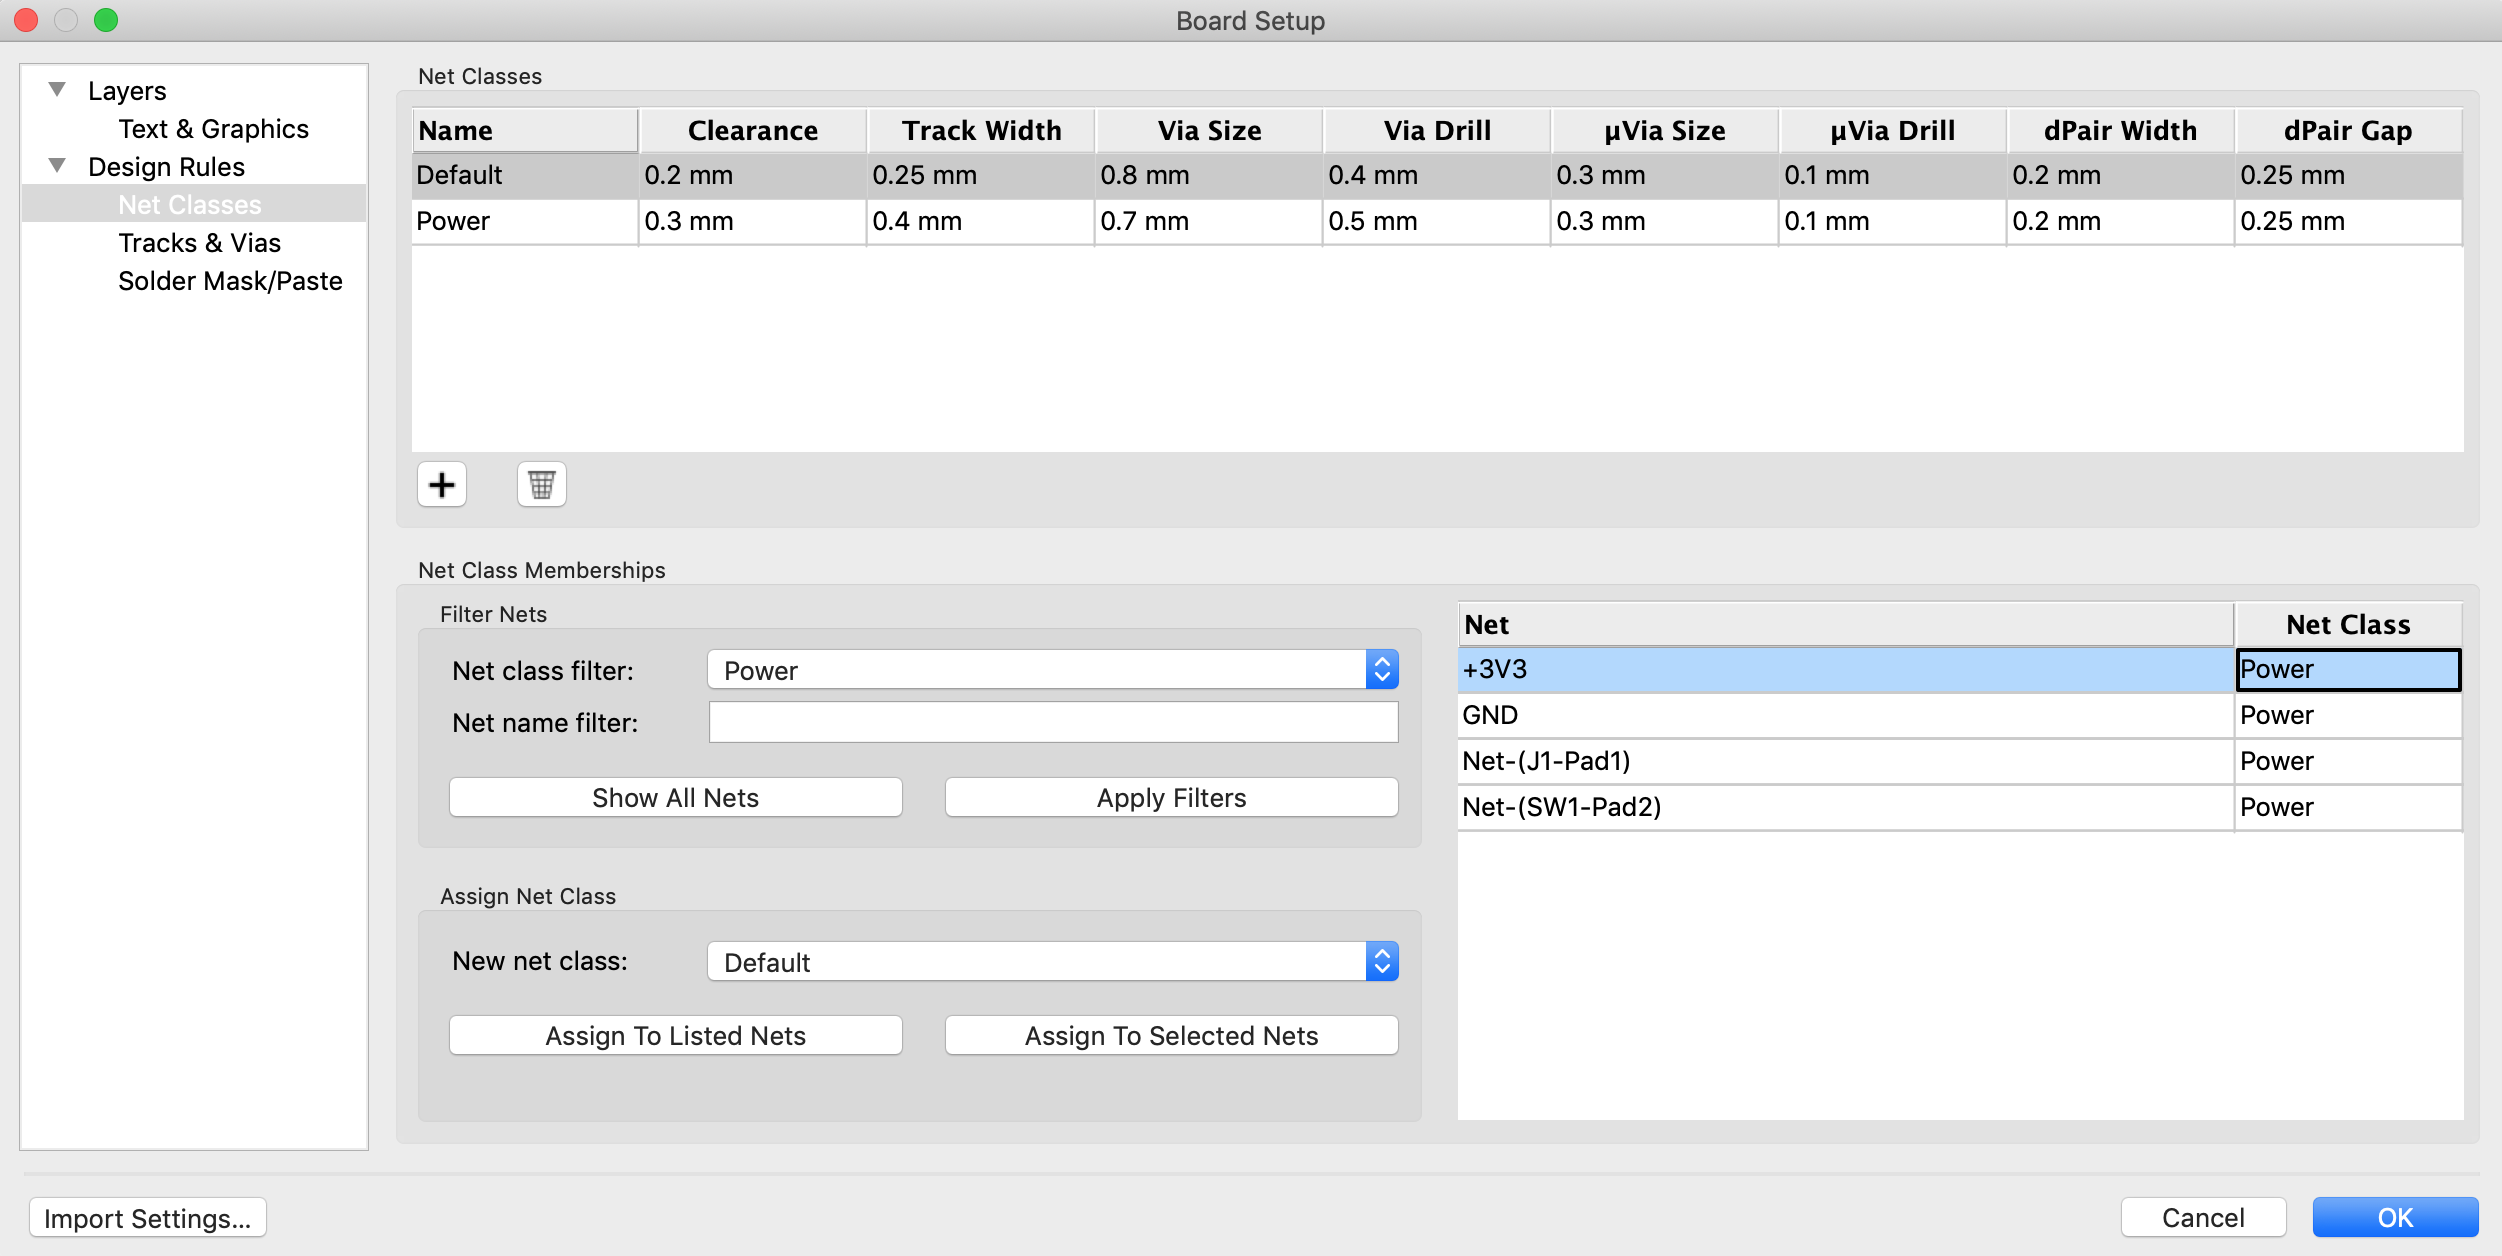 Board Setup
Layers
Text & Graphics
Design Rules
Net Classes
Tracks & Vias
Solder Mask/Paste
Net Classes
Name Clearance Track Width Via Size Via Drill µVia Size µVia Drill dPair Width dPair Gap
Default 0.2 mm 0.25 mm 0.8 mm 0.4 mm 0.3 mm 0.1 mm 0.2 mm 0.25 mm
Power 0.3 mm 0.4 mm 0.7 mm 0.5 mm 0.3 mm 0.1 mm 0.2 mm 0.25 mm
Net Class Memberships
Filter Nets
Net class filter: Power
Net name filter:
Show All Nets Apply Filters
Assign Net Class
New net class: Default
Assign To Listed Nets Assign To Selected Nets
Net Net Class
+3V3 Power
GND Power
Net-(J1-Pad1) Power
Net-(SW1-Pad2) Power
Import Settings... Cancel OK